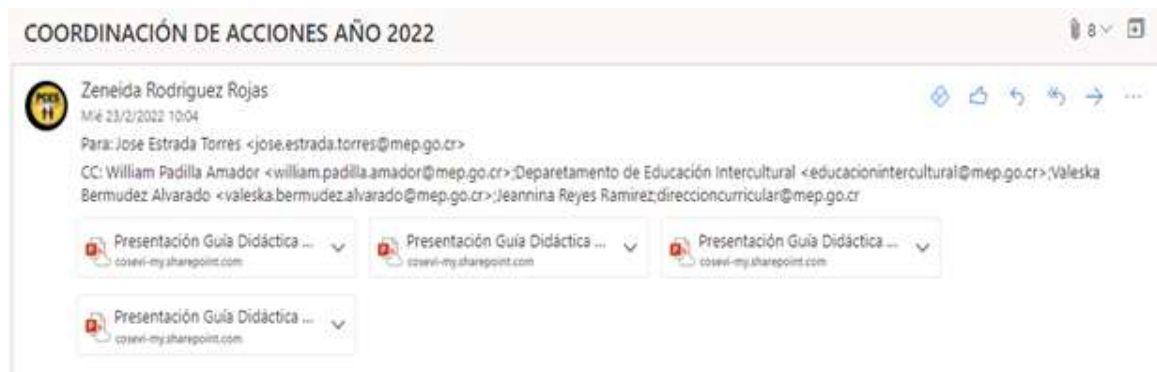 COORDINACIÓN DE ACCIONES AÑO 2022
8
Zeneida Rodríguez Rojas
Mié 23/2/2022 10:04
Para: Jose Estrada Torres <jose.estrada.torres@mep.go.cr>
CC: William Padilla Amador <william.padilla.amador@mep.go.cr>;Deparetamento de Educación Intercultural <educacionintercultural@mep.go.cr>;Valeska
Bermudez Alvarado <valeska.bermudez.alvarado@mep.go.cr>;Jeannina Reyes Ramirez;direccioncurricular@mep.go.cr
Presentación Guía Didáctica ... Presentación Guía Didáctica ... Presentación Guía Didáctica ...
cosevi-my.sharepoint.com cosevi-my.sharepoint.com cosevi-my.sharepoint.com
Presentación Guía Didáctica ...
cosevi-my.sharepoint.com